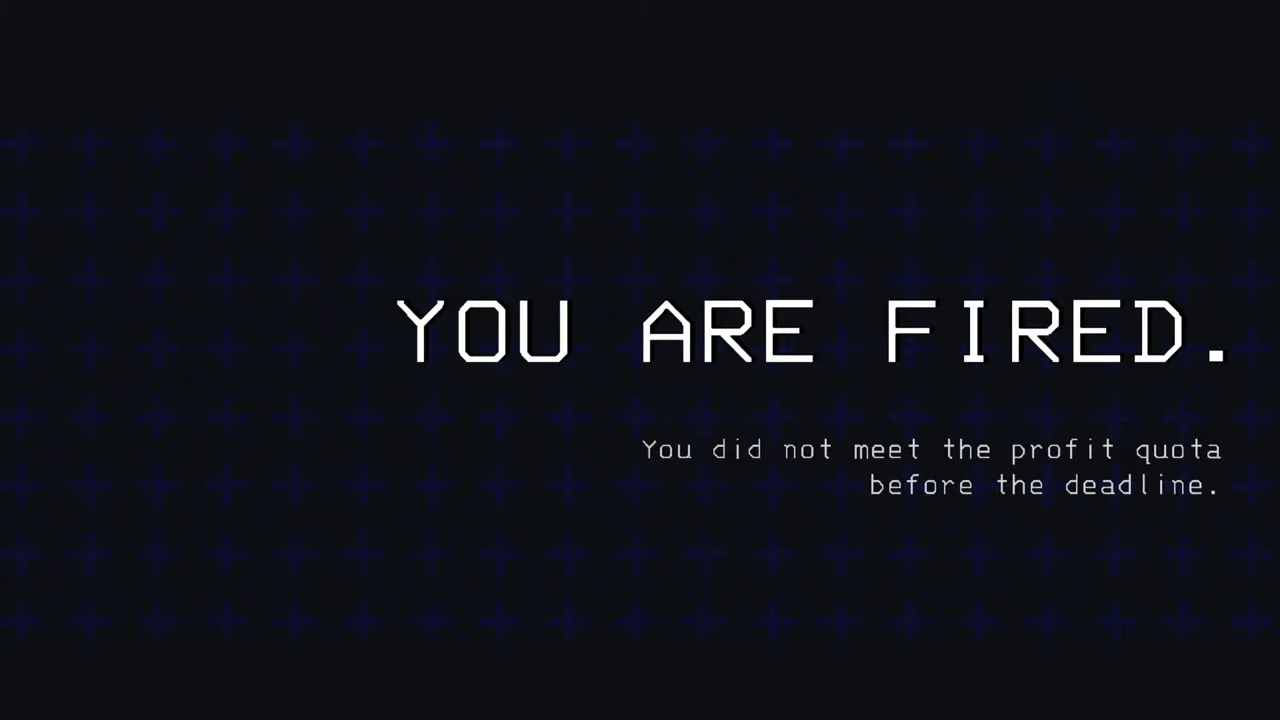 YOU ARE FIRED.
You did not meet the profit quota
before the deadline.